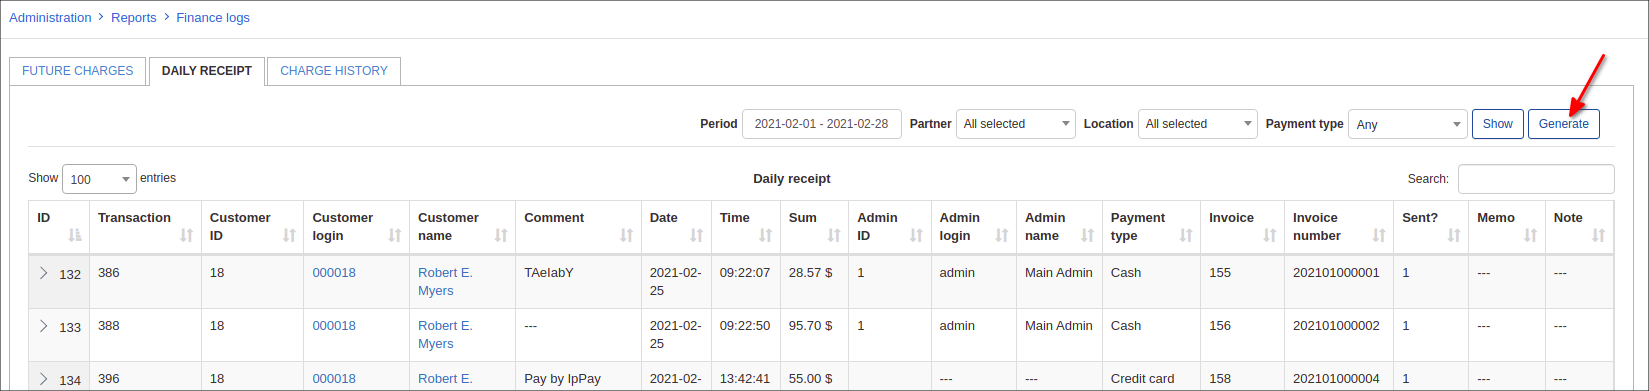 Administration > Reports > Finance logs
FUTURE CHARGES DAILY RECEIPT CHARGE HISTORY
Period 2021-02-01 - 2021-02-28 Partner All selected Location All selected Payment type Any Show Generate
Show 100 entries Daily receipt Search:
ID Transaction Customer Customer Customer Comment Date Time Sum Admin Admin Admin Payment Invoice Invoice Sent? Memo Note
ID login name ID login name type number
132 386 18 000018 Robert E. TAeIabY 2021-02- 09:22:07 28.57 $ 1 admin Main Admin Cash 155 202101000001 1 --- ---
Myers 25
133 388 18 000018 Robert E. --- 2021-02- 09:22:50 95.70 $ 1 admin Main Admin Cash 156 202101000002 1 --- ---
Myers 25
134 396 18 000018 Robert E. Pay by IpPay 2021-02- 13:42:41 55.00 $ --- --- Credit card 158 202101000004 1 --- ---